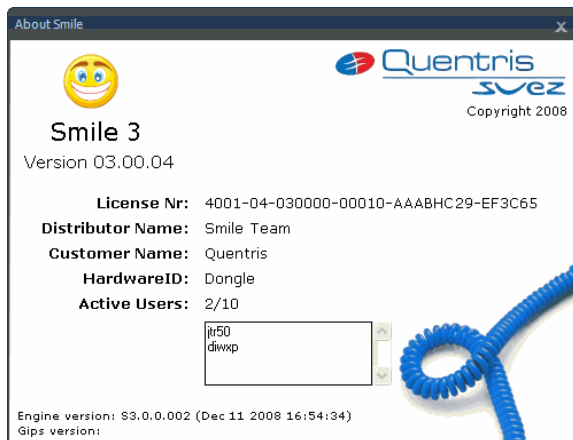 About Smile
X
Quentris
svez
Copyright 2008
Smile 3
Version 03.00.04
License Nr: 4001-04-030000-00010-AAABHC29-EF3C65
Distributor Name: Smile Team
Customer Name: Quentris
HardwareID: Dongle
Active Users: 2/10
jtr50
diwxp
Engine version: S3.0.0.002 (Dec 11 2008 16:54:34)
Gips version: